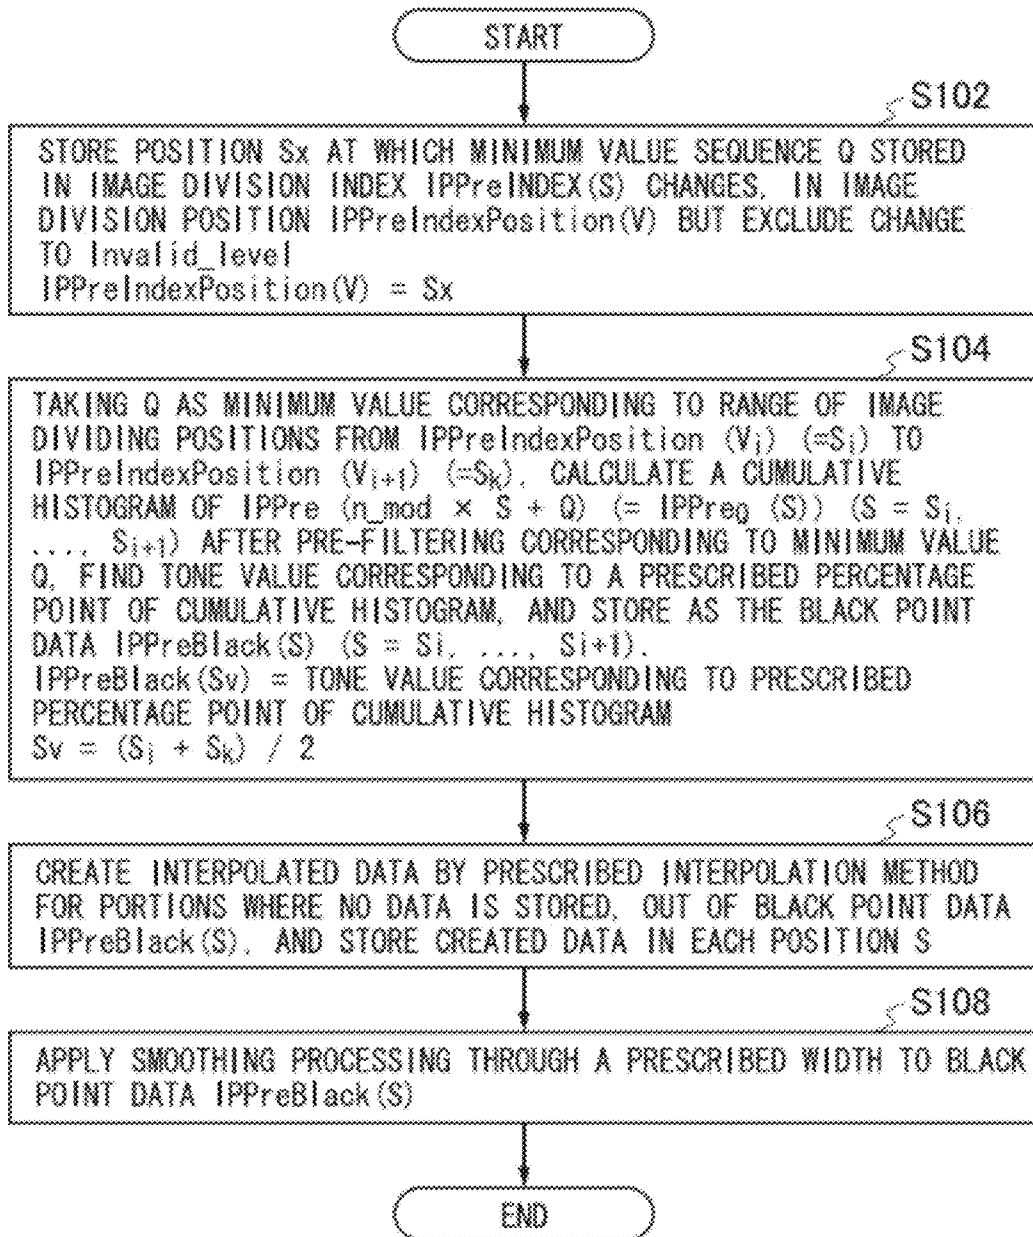 START
S102
STORE POSITION Sx AT WHICH MINIMUM VALUE SEQUENCE Q STORED
IN IMAGE DIVISION INDEX IPPreINDEX(S) CHANGES, IN IMAGE
DIVISION POSITION IPPreIndexPosition(V) BUT EXCLUDE CHANGE
TO Invalid_level
IPPreIndexPosition(V) = Sx
S104
TAKING Q AS MINIMUM VALUE CORRESPONDING TO RANGE OF IMAGE
DIVIDING POSITIONS FROM IPPreIndexPosition (Vi) (=Si) TO
IPPreIndexPosition (Vi+1) (=Sk), CALCULATE A CUMULATIVE
HISTOGRAM OF IPPre (n_mod × S + Q) (= IPPreQ (S)) (S = Si,
..., Si+1) AFTER PRE-FILTERING CORRESPONDING TO MINIMUM VALUE
Q, FIND TONE VALUE CORRESPONDING TO A PRESCRIBED PERCENTAGE
POINT OF CUMULATIVE HISTOGRAM, AND STORE AS THE BLACK POINT
DATA IPPreBlack(S) (S = Si, ..., Si+1).
IPPreBlack(Sv) = TONE VALUE CORRESPONDING TO PRESCRIBED
PERCENTAGE POINT OF CUMULATIVE HISTOGRAM
Sv = (Si + Sk) / 2
S106
CREATE INTERPOLATED DATA BY PRESCRIBED INTERPOLATION METHOD
FOR PORTIONS WHERE NO DATA IS STORED, OUT OF BLACK POINT DATA
IPPreBlack(S), AND STORE CREATED DATA IN EACH POSITION S
S108
APPLY SMOOTHING PROCESSING THROUGH A PRESCRIBED WIDTH TO BLACK
POINT DATA IPPreBlack(S)
END